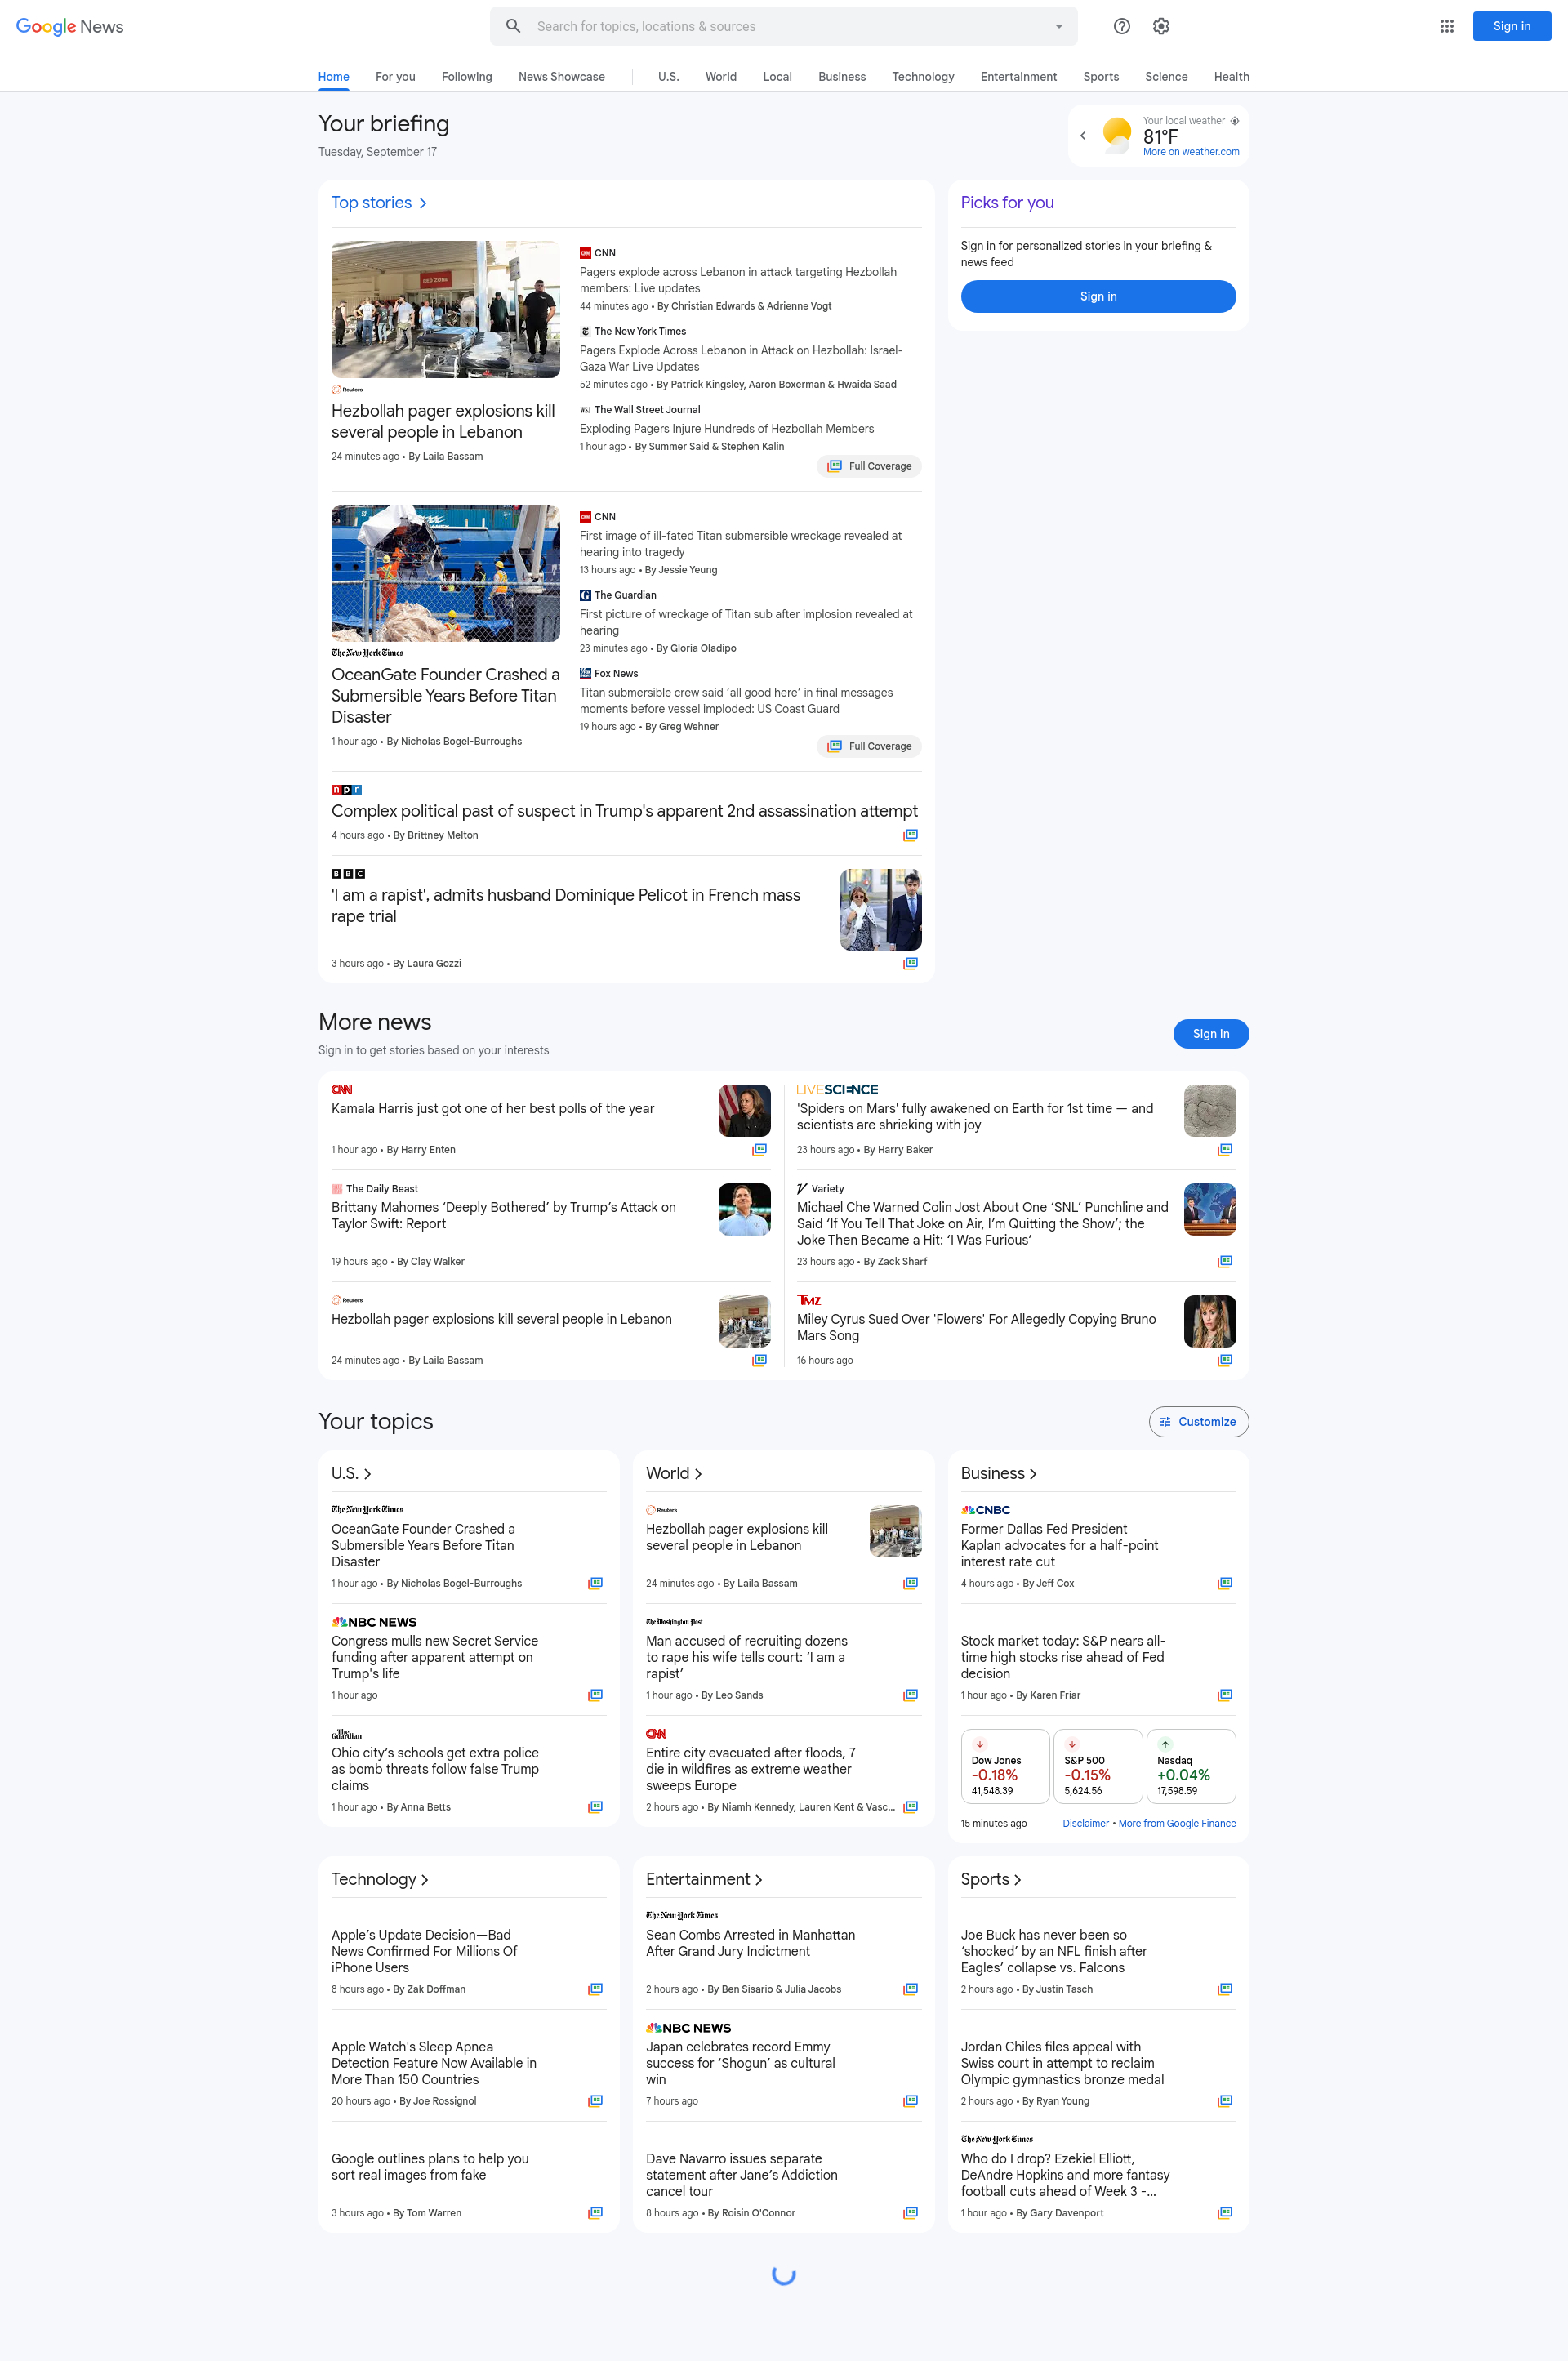 Google News
Search for topics, locations & sources
Sign in
Home
For you
Following
News Showcase
U.S.
World
Local
Business
Technology
Entertainment
Sports
Science
Health
Your briefing
Tuesday, September 17
Your local weather
81°F
More on weather.com
Top stories
RED ZONE
Reuters
Hezbollah pager explosions kill
several people in Lebanon
24 minutes ago • By Laila Bassam
CNN
Pagers explode across Lebanon in attack targeting Hezbollah
members: Live updates
44 minutes ago • By Christian Edwards & Adrienne Vogt
The New York Times
Pagers Explode Across Lebanon in Attack on Hezbollah: Israel-
Gaza War Live Updates
52 minutes ago • By Patrick Kingsley, Aaron Boxerman & Hwaida Saad
WSJ The Wall Street Journal
Exploding Pagers Injure Hundreds of Hezbollah Members
1 hour ago • By Summer Said & Stephen Kalin
Full Coverage
The New York Times
OceanGate Founder Crashed a
Submersible Years Before Titan
Disaster
1 hour ago • By Nicholas Bogel-Burroughs
CNN
First image of ill-fated Titan submersible wreckage revealed at
hearing into tragedy
13 hours ago • By Jessie Yeung
The Guardian
First picture of wreckage of Titan sub after implosion revealed at
hearing
23 minutes ago • By Gloria Oladipo
Fox News
Titan submersible crew said ‘all good here’ in final messages
moments before vessel imploded: US Coast Guard
19 hours ago • By Greg Wehner
Full Coverage
npr
Complex political past of suspect in Trump's apparent 2nd assassination attempt
4 hours ago • By Brittney Melton
BBC
'I am a rapist', admits husband Dominique Pelicot in French mass
rape trial
3 hours ago • By Laura Gozzi
Picks for you
Sign in for personalized stories in your briefing &
news feed
Sign in
More news
Sign in to get stories based on your interests
Sign in
CNN
Kamala Harris just got one of her best polls of the year
1 hour ago • By Harry Enten
The Daily Beast
Brittany Mahomes ‘Deeply Bothered’ by Trump’s Attack on
Taylor Swift: Report
19 hours ago • By Clay Walker
Reuters
Hezbollah pager explosions kill several people in Lebanon
24 minutes ago • By Laila Bassam
LIVESCIENCE
'Spiders on Mars' fully awakened on Earth for 1st time — and
scientists are shrieking with joy
23 hours ago • By Harry Baker
Variety
Michael Che Warned Colin Jost About One ‘SNL’ Punchline and
Said ‘If You Tell That Joke on Air, I’m Quitting the Show’; the
Joke Then Became a Hit: ‘I Was Furious’
23 hours ago • By Zack Sharf
TMZ
Miley Cyrus Sued Over 'Flowers' For Allegedly Copying Bruno
Mars Song
16 hours ago
Your topics
Customize
U.S.
The New York Times
OceanGate Founder Crashed a
Submersible Years Before Titan
Disaster
1 hour ago • By Nicholas Bogel-Burroughs
NBC NEWS
Congress mulls new Secret Service
funding after apparent attempt on
Trump's life
1 hour ago
The Guardian
Ohio city’s schools get extra police
as bomb threats follow false Trump
claims
1 hour ago • By Anna Betts
World
Reuters
Hezbollah pager explosions kill
several people in Lebanon
24 minutes ago • By Laila Bassam
The Washington Post
Man accused of recruiting dozens
to rape his wife tells court: ‘I am a
rapist’
1 hour ago • By Leo Sands
CNN
Entire city evacuated after floods, 7
die in wildfires as extreme weather
sweeps Europe
2 hours ago • By Niamh Kennedy, Lauren Kent & Vasc...
Business
CNBC
Former Dallas Fed President
Kaplan advocates for a half-point
interest rate cut
4 hours ago • By Jeff Cox
Stock market today: S&P nears all-
time high stocks rise ahead of Fed
decision
1 hour ago • By Karen Friar
Dow Jones
-0.18%
41,548.39
S&P 500
-0.15%
5,624.56
Nasdaq
+0.04%
17,598.59
15 minutes ago
Disclaimer • More from Google Finance
Technology
Apple’s Update Decision—Bad
News Confirmed For Millions Of
iPhone Users
8 hours ago • By Zak Doffman
Apple Watch's Sleep Apnea
Detection Feature Now Available in
More Than 150 Countries
20 hours ago • By Joe Rossignol
Google outlines plans to help you
sort real images from fake
3 hours ago • By Tom Warren
Entertainment
The New York Times
Sean Combs Arrested in Manhattan
After Grand Jury Indictment
2 hours ago • By Ben Sisario & Julia Jacobs
NBC NEWS
Japan celebrates record Emmy
success for ‘Shogun’ as cultural
win
7 hours ago
Dave Navarro issues separate
statement after Jane’s Addiction
cancel tour
8 hours ago • By Roisin O'Connor
Sports
Joe Buck has never been so
‘shocked’ by an NFL finish after
Eagles’ collapse vs. Falcons
2 hours ago • By Justin Tasch
Jordan Chiles files appeal with
Swiss court in attempt to reclaim
Olympic gymnastics bronze medal
2 hours ago • By Ryan Young
The New York Times
Who do I drop? Ezekiel Elliott,
DeAndre Hopkins and more fantasy
football cuts ahead of Week 3 -...
1 hour ago • By Gary Davenport